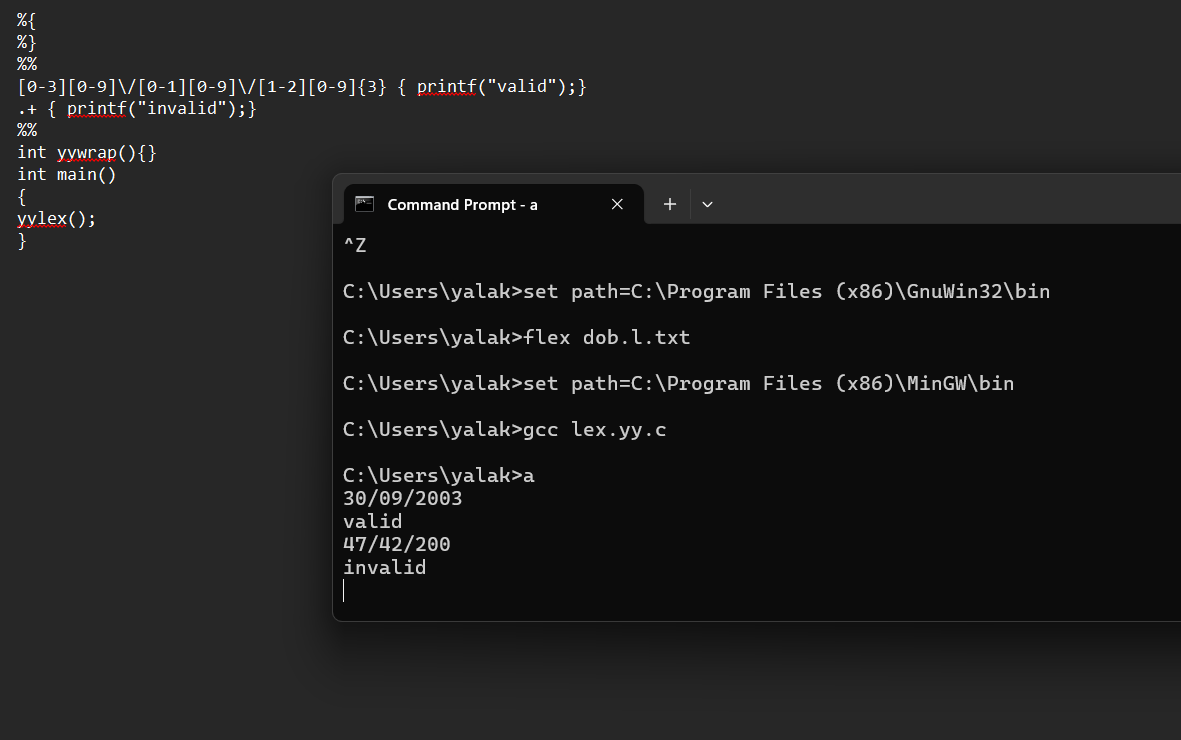 %{
%}
%%
[0-3][0-9]\/[0-1][0-9]\/[1-2][0-9]{3} { printf("valid");}
.+ { printf("invalid");}
%%
int yywrap(){}
int main()
{
yylex();
}
Command Prompt - a
^Z
C:\Users\yalak>set path=C:\Program Files (x86)\GnuWin32\bin
C:\Users\yalak>flex dob.l.txt
C:\Users\yalak>set path=C:\Program Files (x86)\MinGW\bin
C:\Users\yalak>gcc lex.yy.c
C:\Users\yalak>a
30/09/2003
valid
47/42/200
invalid